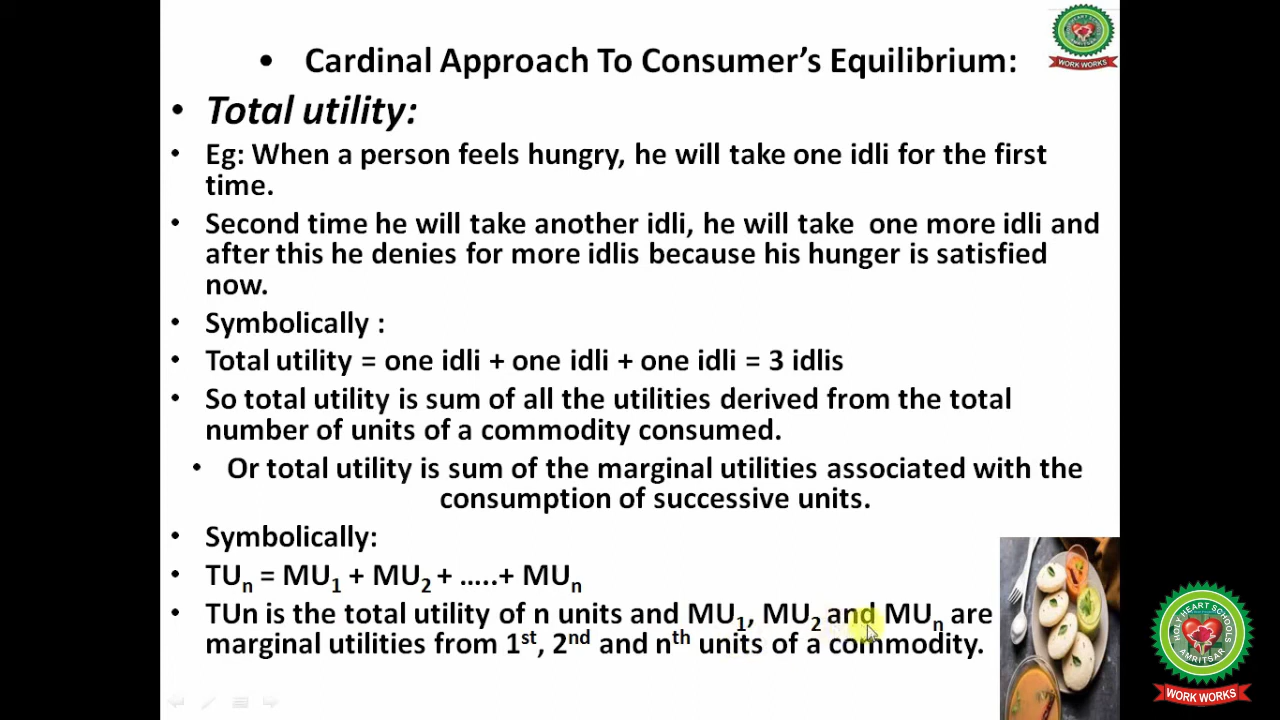 • Cardinal Approach To Consumer’s Equilibrium:
• Total utility:
• Eg: When a person feels hungry, he will take one idli for the first
time.
• Second time he will take another idli, he will take one more idli and
after this he denies for more idlis because his hunger is satisfied
now.
• Symbolically :
• Total utility = one idli + one idli + one idli = 3 idlis
• So total utility is sum of all the utilities derived from the total
number of units of a commodity consumed.
• Or total utility is sum of the marginal utilities associated with the
consumption of successive units.
• Symbolically:
• TUₙ = MU₁ + MU₂ + …..+ MUₙ
• TUn is the total utility of n units and MU₁, MU₂ and MUₙ are
marginal utilities from 1st, 2nd and nth units of a commodity.
WORK WORKS
HOLY HEART SCHOOLS
AMRITSAR
WORK WORKS